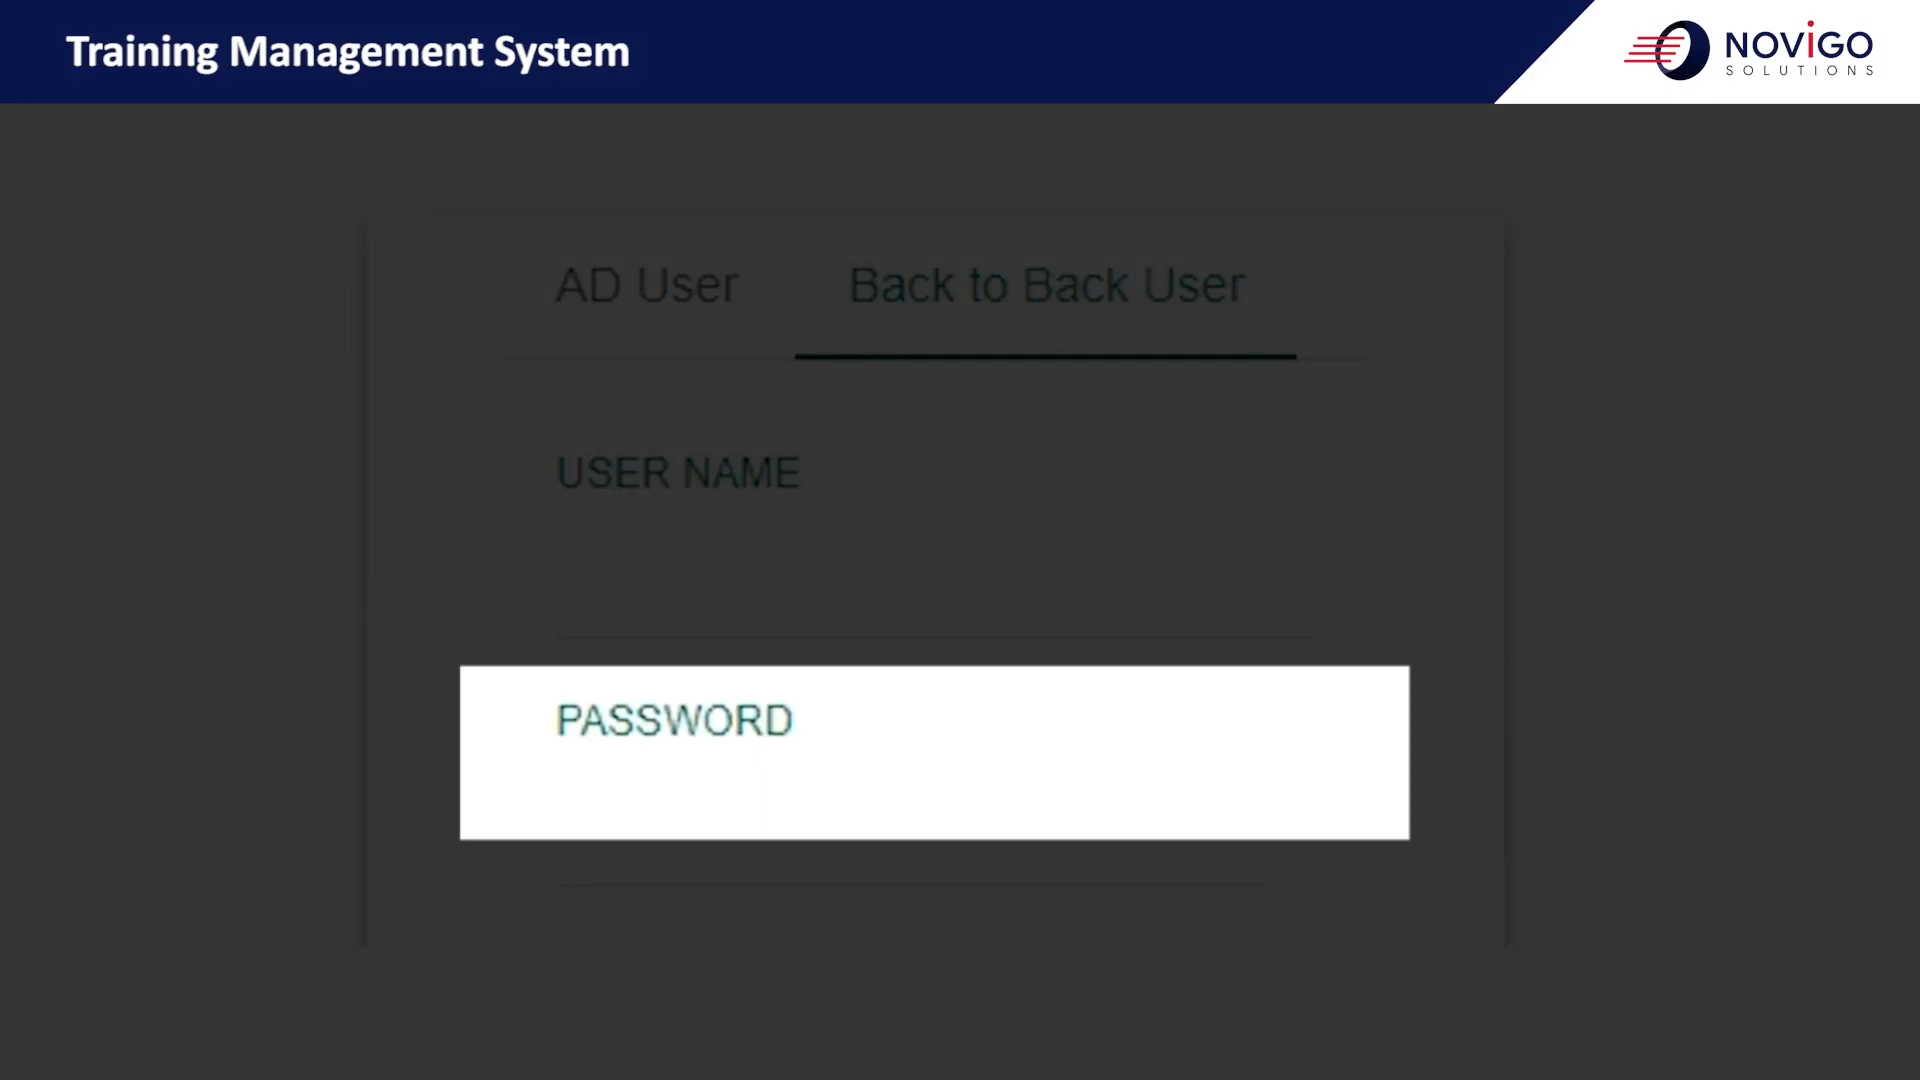 Training Management System
NOVIGO
SOLUTIONS
AD User
Back to Back User
USER NAME
PASSWORD